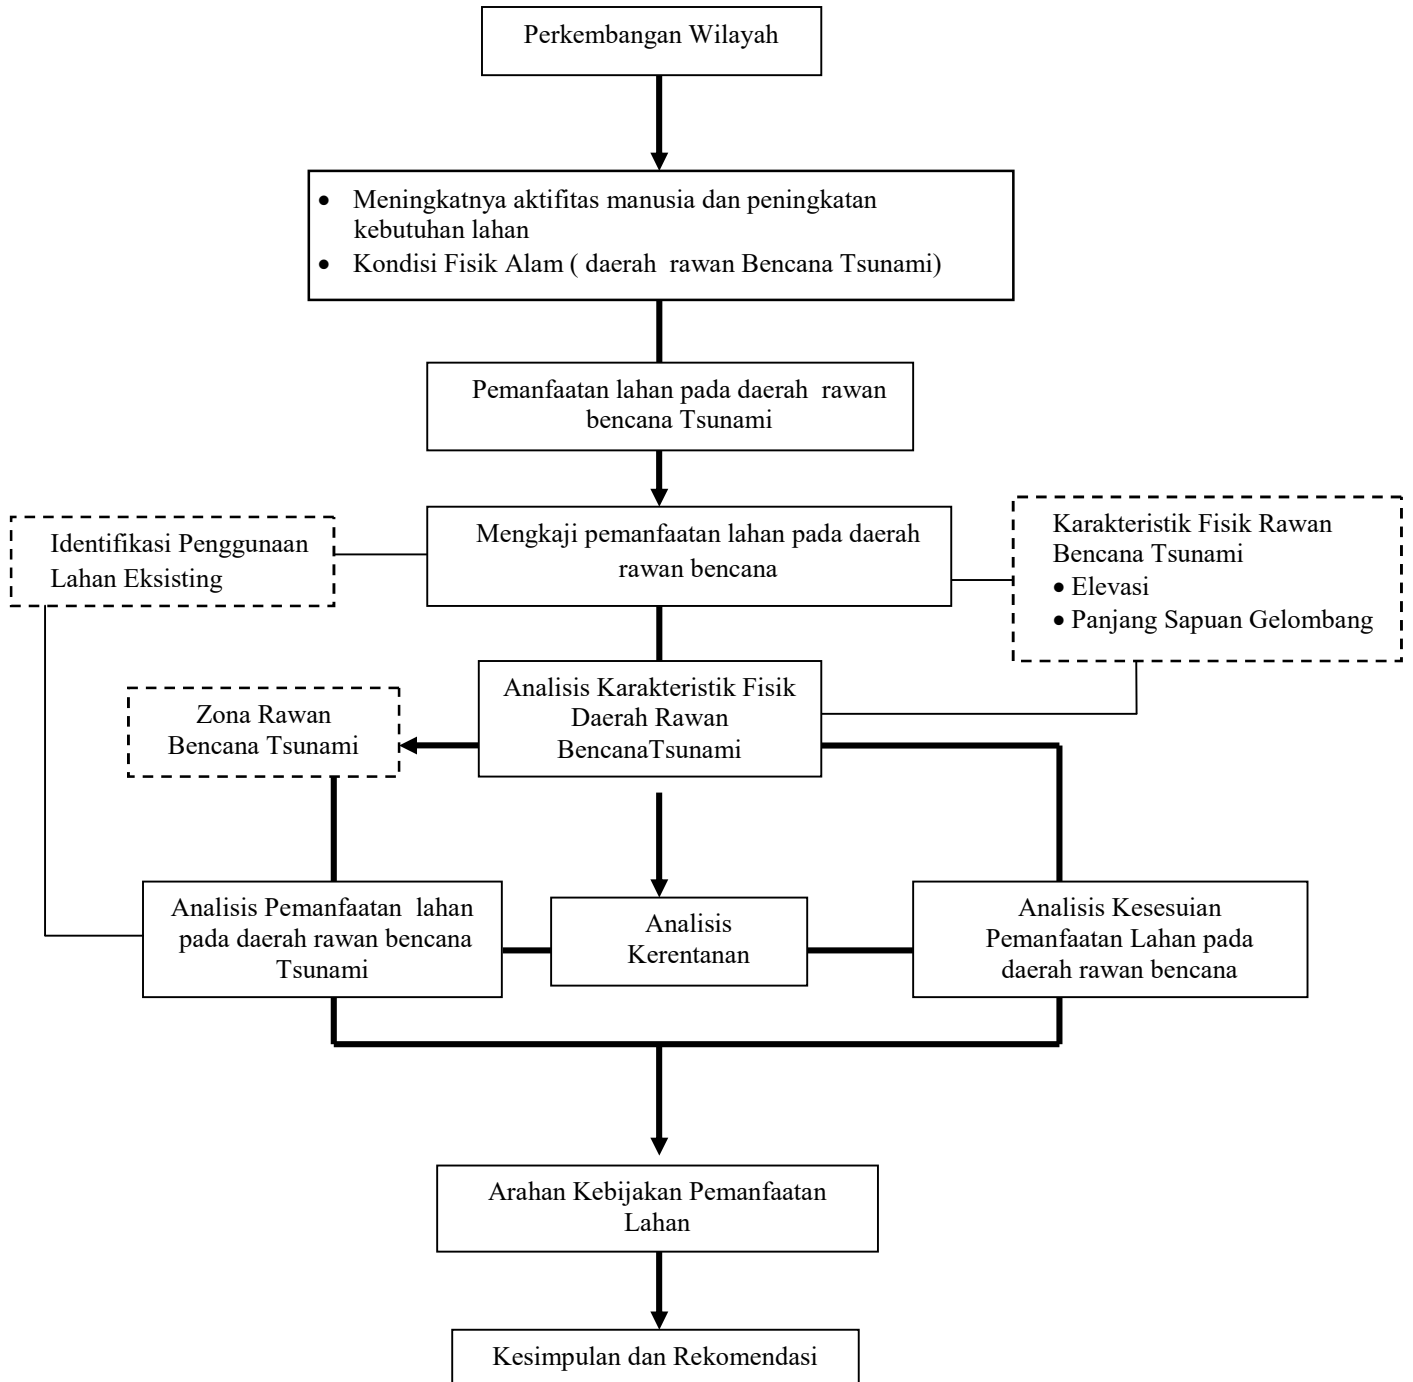 Perkembangan Wilayah
• Meningkatnya aktifitas manusia dan peningkatan
kebutuhan lahan
• Kondisi Fisik Alam ( daerah rawan Bencana Tsunami)
Pemanfaatan lahan pada daerah rawan
bencana Tsunami
Identifikasi Penggunaan
Lahan Eksisting
Mengkaji pemanfaatan lahan pada daerah
rawan bencana
Karakteristik Fisik Rawan
Bencana Tsunami
• Elevasi
• Panjang Sapuan Gelombang
Zona Rawan
Bencana Tsunami
Analisis Karakteristik Fisik
Daerah Rawan
BencanaTsunami
Analisis Pemanfaatan lahan
pada daerah rawan bencana
Tsunami
Analisis
Kerentanan
Analisis Kesesuian
Pemanfaatan Lahan pada
daerah rawan bencana
Arahan Kebijakan Pemanfaatan
Lahan
Kesimpulan dan Rekomendasi